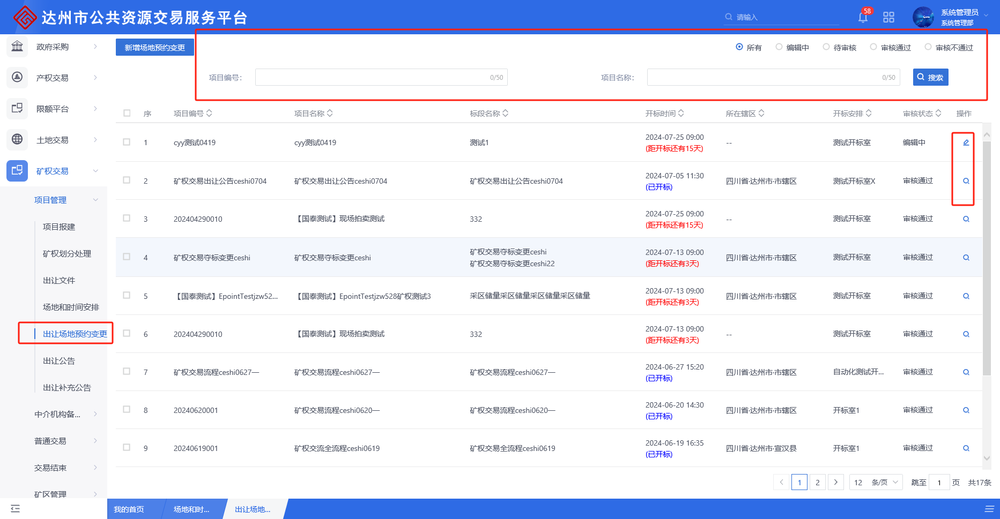 达州市公共资源交易服务平台
请输入
58
系统管理员
系统管理部
政府采购
产权交易
限额平台
土地交易
矿权交易
项目管理
项目报建
矿权划分处理
出让文件
场地和时间安排
出让场地预约变更
出让公告
出让补充公告
中介机构备...
普通交易
交易结束
矿区管理
新增场地预约变更
所有 编辑中 待审核 审核通过 审核不通过
项目编号: 0/50 项目名称: 0/50 搜索
序 项目编号 项目名称 标段名称 开标时间 所在辖区 开标安排 审核状态 操作
1 cyy测试0419 cyy测试0419 测试1 2024-07-25 09:00 -- 测试开标室 编辑中
(距开标还有15天)
2 矿权交易出让公告ceshi0704 矿权交易出让公告ceshi0704 矿权交易出让公告ceshi0704 2024-07-05 11:30 四川省·达州市·市辖区 测试开标室X 审核通过
(已开标)
3 202404290010 【国泰测试】现场拍卖测试 332 2024-07-25 09:00 -- 测试开标室 审核通过
(距开标还有15天)
4 矿权交易夺标变更ceshi 矿权交易夺标变更ceshi 矿权交易夺标变更ceshi 2024-07-13 09:00 四川省·达州市·市辖区 测试开标室 审核通过
矿权交易夺标变更ceshi22 (距开标还有3天)
5 【国泰测试】EpointTestjzw52... 【国泰测试】EpointTestjzw528矿权测试3 采区储量采区储量采区储量采区储量 2024-07-13 09:00 四川省·达州市·市辖区 测试开标室 审核通过
(距开标还有3天)
6 202404290010 【国泰测试】现场拍卖测试 332 2024-07-13 09:00 -- 测试开标室 审核通过
(距开标还有3天)
7 矿权交易流程ceshi0627— 矿权交易流程ceshi0627— 矿权交易流程ceshi0627— 2024-06-27 15:20 四川省·达州市·市辖区 自动化测试开... 审核通过
(已开标)
8 20240620001 矿权交易流程ceshi0620— 矿权交易流程ceshi0620— 2024-06-20 14:30 四川省·达州市·市辖区 开标室1 审核通过
(已开标)
9 20240619001 矿权交流全流程ceshi0619 矿权交易全流程ceshi0619 2024-06-19 16:35 四川省·达州市·宣汉县 开标室1 审核通过
(已开标)
1 2 12 条/页 跳至 1 页 共17条
我的首页 场地和时... 出让场地...